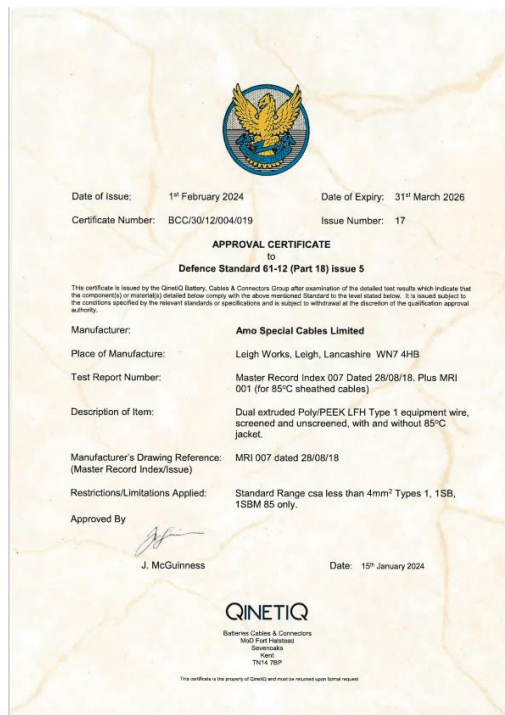 Date of Issue: 1st February 2024 Date of Expiry: 31st March 2026
Certificate Number: BCC/30/12/004/019 Issue Number: 17
APPROVAL CERTIFICATE
to
Defence Standard 61-12 (Part 18) issue 5
This certificate is issued by the QinetiQ Battery, Cables & Connectors Group after examination of the detailed test results which indicate that
the component(s) or material(s) detailed below comply with the above mentioned Standard to the level stated below. It is issued subject to
the conditions specified by the relevant standards or specifications and is subject to withdrawal at the discretion of the qualification approval
authority.
Manufacturer: Amo Special Cables Limited
Place of Manufacture: Leigh Works, Leigh, Lancashire WN7 4HB
Test Report Number: Master Record Index 007 Dated 28/08/18. Plus MRI
001 (for 85ºC sheathed cables)
Description of Item: Dual extruded Poly/PEEK LFH Type 1 equipment wire,
screened and unscreened, with and without 85ºC
jacket.
Manufacturer's Drawing Reference: MRI 007 dated 28/08/18
(Master Record Index/Issue)
Restrictions/Limitations Applied: Standard Range csa less than 4mm² Types 1, 1SB,
1SBM 85 only.
Approved By
J. McGuinness Date: 15th January 2024
QINETIQ
Batteries Cables & Connectors
MoD Fort Halstead
Sevenoaks
Kent
TN14 7BP
This certificate is the property of QinetiQ and must be returned upon formal request